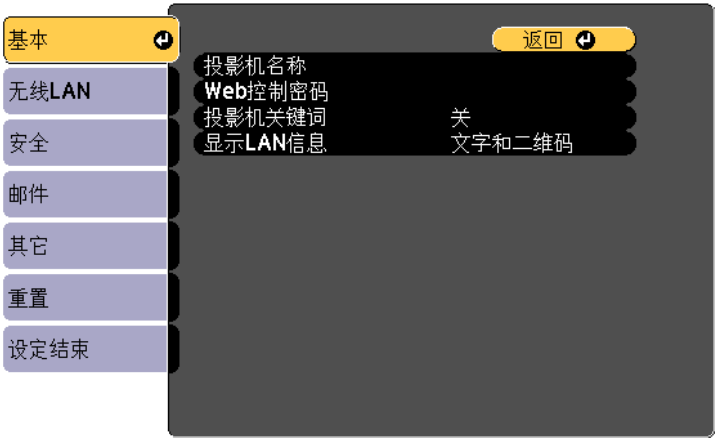 基本
无线LAN
安全
邮件
其它
重置
设定结束
返回
投影机名称
Web控制密码
投影机关键词 关
显示LAN信息 文字和二维码